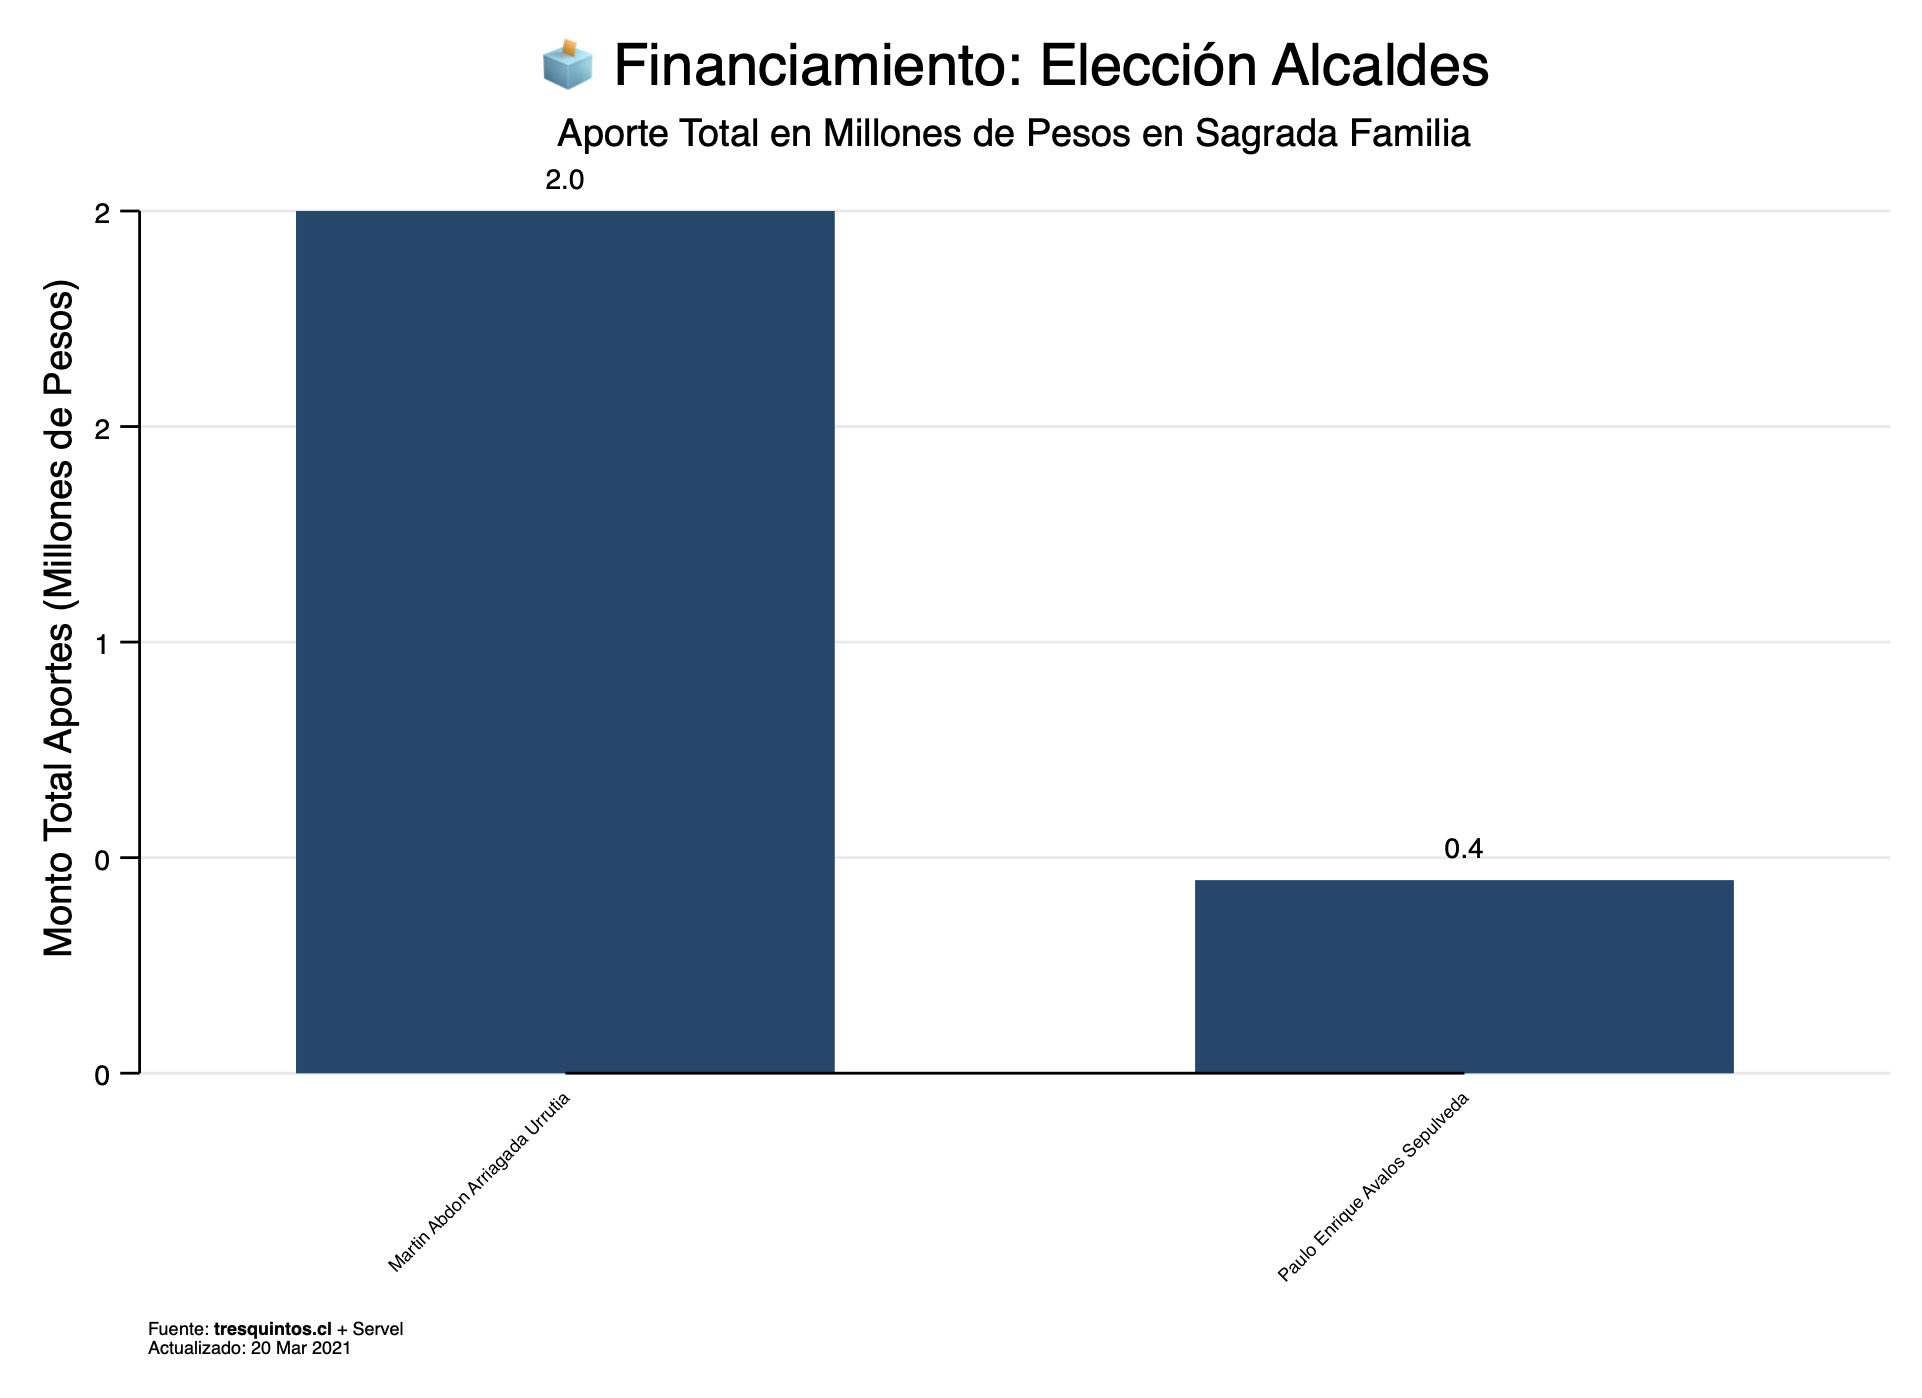 Financiamiento: Elección Alcaldes
Aporte Total en Millones de Pesos en Sagrada Familia
2.0
2
2
1
0
0
Monto Total Aportes (Millones de Pesos)
0.4
Martin Abdon Arriagada Urrutia
Paulo Enrique Avalos Sepulveda
Fuente: tresquintos.cl + Servel
Actualizado: 20 Mar 2021